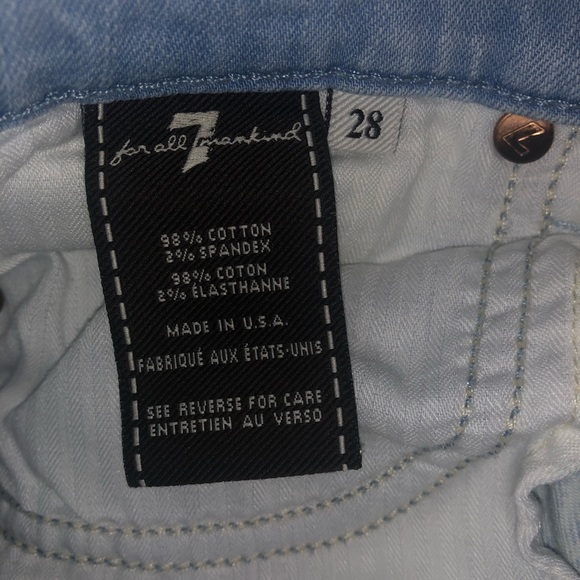 7
for all mankind
28
98% COTTON
2% SPANDEX
98% COTON
2% ÉLASTHANNE
MADE IN U.S.A.
FABRIQUÉ AUX ÉTATS-UNIS
SEE REVERSE FOR CARE
ENTRETIEN AU VERSO